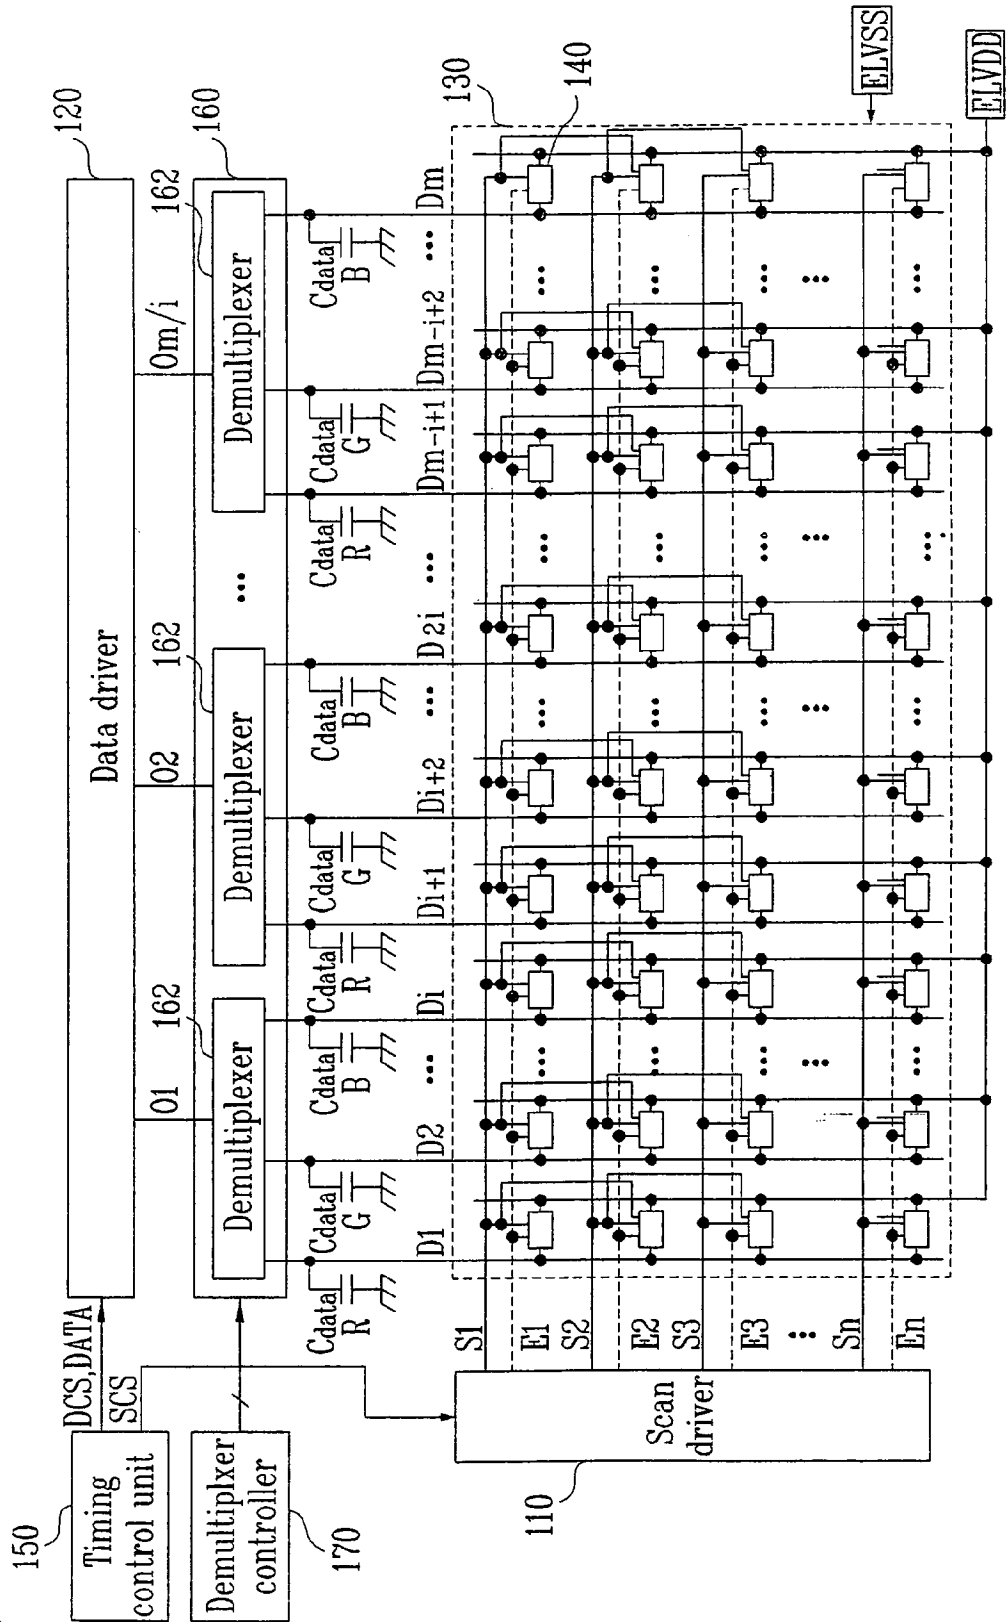 120
Data driver
150
Timing
control unit
DCS,DATA
SCS
O1
O2
Om/i
160
162
162
162
Demultiplexer
Demultiplexer
...
Demultiplexer
170
Demultiplxer
controller
Cdata
R
Cdata
G
Cdata
B
Cdata
R
Cdata
G
Cdata
B
Cdata
R
Cdata
G
Cdata
B
D1
D2
...
Di
Di+1
Di+2
...
D2i
...
Dm-i+1
Dm-i+2
...
Dm
130
140
110
Scan
driver
S1
E1
S2
E2
S3
E3
...
Sn
En
ELVSS
ELVDD